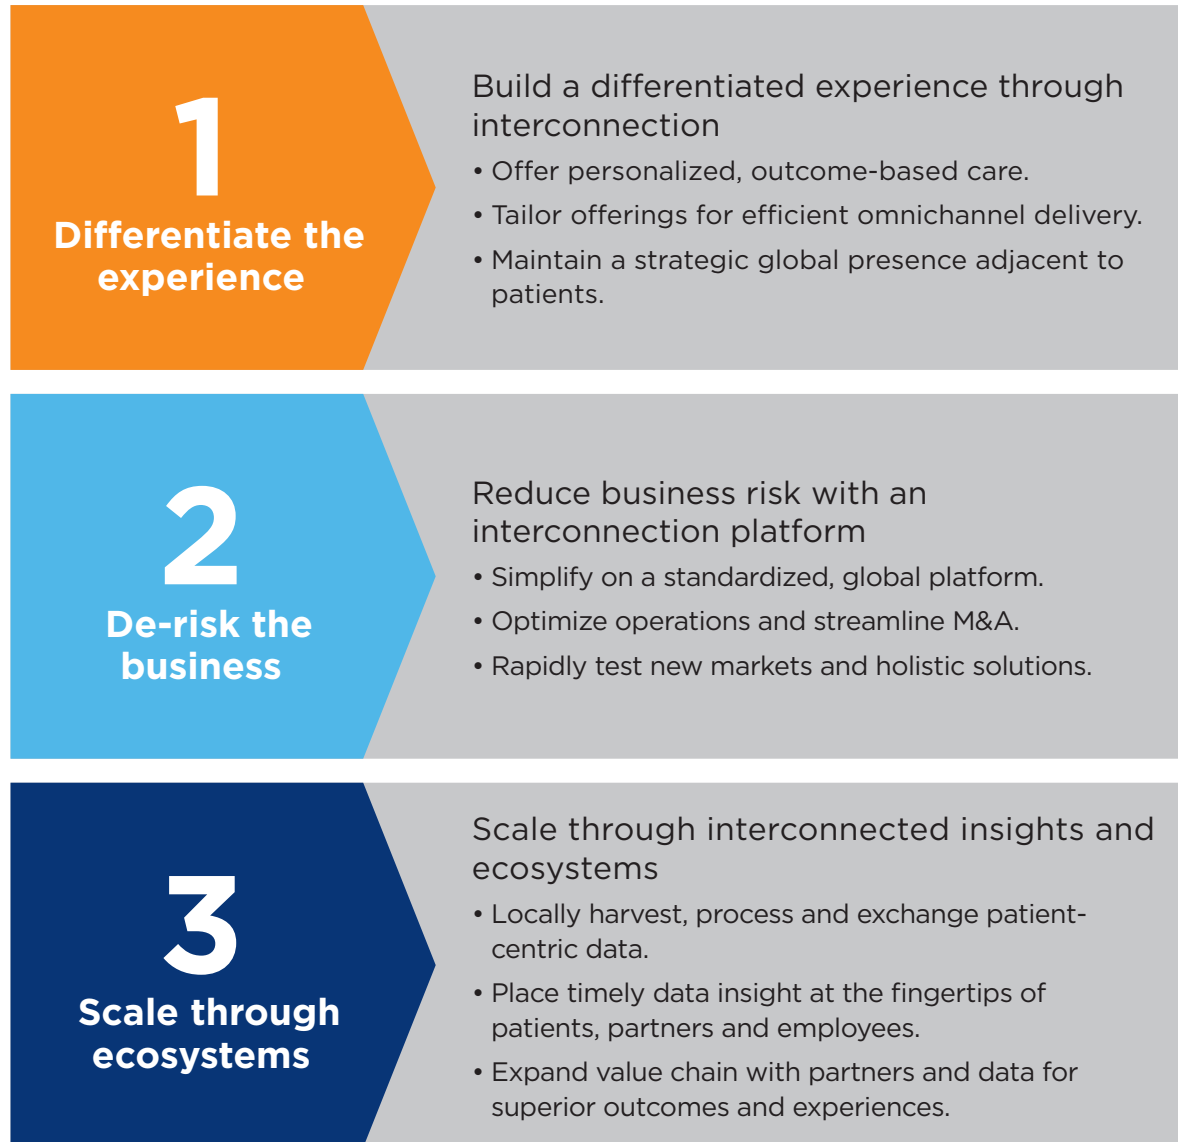 1
Differentiate the
experience
Build a differentiated experience through
interconnection
• Offer personalized, outcome-based care.
• Tailor offerings for efficient omnichannel delivery.
• Maintain a strategic global presence adjacent to
patients.
2
De-risk the
business
Reduce business risk with an
interconnection platform
• Simplify on a standardized, global platform.
• Optimize operations and streamline M&A.
• Rapidly test new markets and holistic solutions.
3
Scale through
ecosystems
Scale through interconnected insights and
ecosystems
• Locally harvest, process and exchange patient-
centric data.
• Place timely data insight at the fingertips of
patients, partners and employees.
• Expand value chain with partners and data for
superior outcomes and experiences.